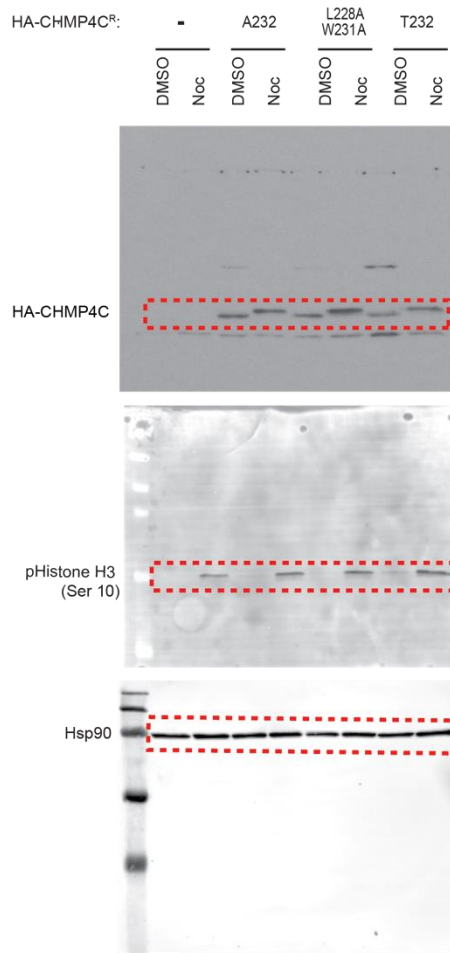 HA-CHMP4Cᴿ: - A232 L228A T232
W231A
DMSO Noc DMSO Noc DMSO Noc DMSO Noc
HA-CHMP4C
pHistone H3
(Ser 10)
Hsp90